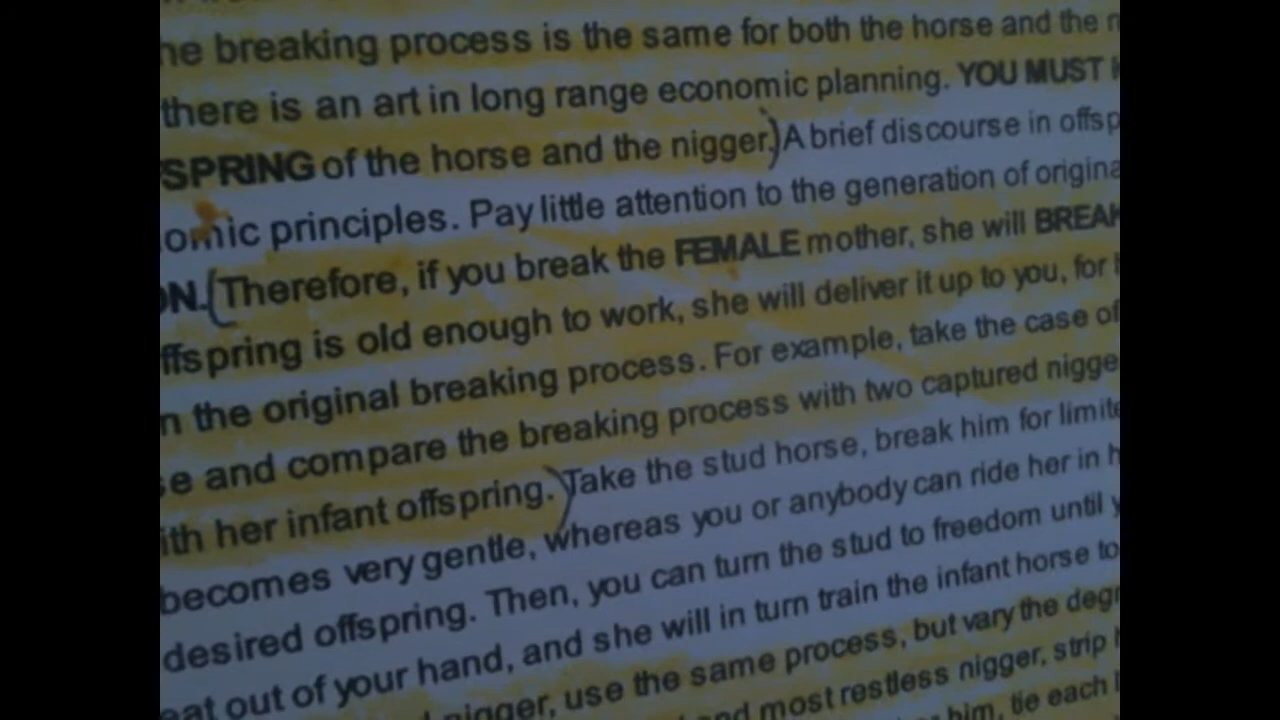 he breaking process is the same for both the horse and the
there is an art in long range economic planning. YOU MUST
SPRING of the horse and the nigger.) A brief discourse in offsp
omic principles. Pay little attention to the generation of origina
ON. (Therefore, if you break the FEMALE mother, she will BREAK
ffspring is old enough to work, she will deliver it up to you, for
n the original breaking process. For example, take the case of
se and compare the breaking process with two captured nigge
ith her infant offspring.) Take the stud horse, break him for limite
becomes very gentle, whereas you or anybody can ride her in
desired offspring. Then, you can turn the stud to freedom until
eat out of your hand, and she will in turn train the infant horse to
nigger, use the same process, but vary the degr
and most restless nigger, strip
him, tie each